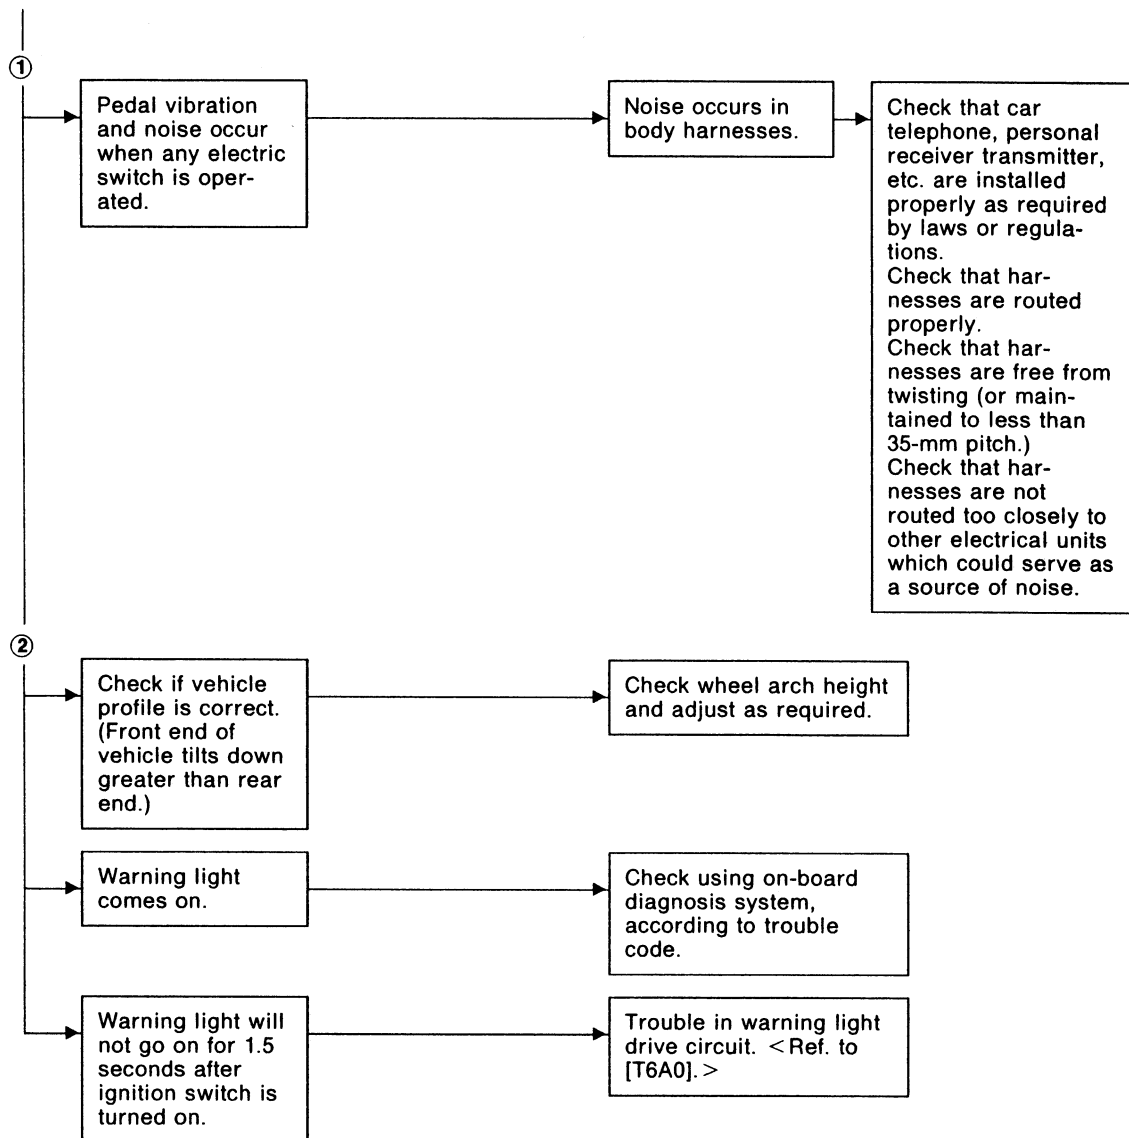 ①
Pedal vibration
and noise occur
when any electric
switch is oper-
ated.
Noise occurs in
body harnesses.
Check that car
telephone, personal
receiver transmitter,
etc. are installed
properly as required
by laws or regula-
tions.
Check that har-
nesses are routed
properly.
Check that har-
nesses are free from
twisting (or main-
tained to less than
35-mm pitch.)
Check that har-
nesses are not
routed too closely to
other electrical units
which could serve as
a source of noise.
②
Check if vehicle
profile is correct.
(Front end of
vehicle tilts down
greater than rear
end.)
Check wheel arch height
and adjust as required.
Warning light
comes on.
Check using on-board
diagnosis system,
according to trouble
code.
Warning light will
not go on for 1.5
seconds after
ignition switch is
turned on.
Trouble in warning light
drive circuit. <Ref. to
[T6A0].>